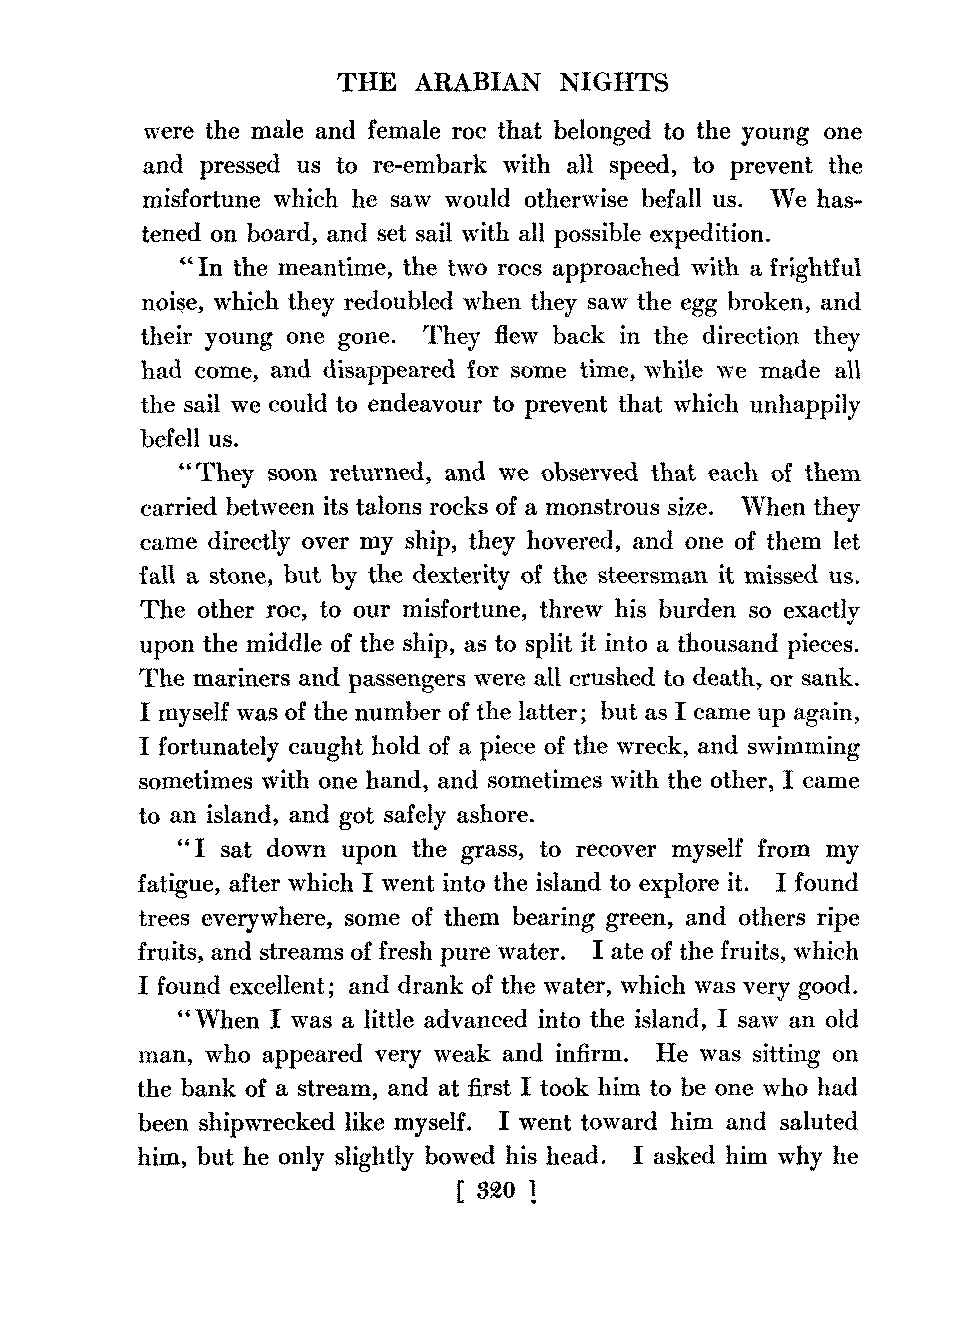 THE ARABIAN NIGHTS
were the male and female roc that belonged to the young one
and pressed us to re-embark with all speed, to prevent the
misfortune which he saw would otherwise befall us. We has-
tened on board, and set sail with all possible expedition.
“In the meantime, the two rocs approached with a frightful
noise, which they redoubled when they saw the egg broken, and
their young one gone. They flew back in the direction they
had come, and disappeared for some time, while we made all
the sail we could to endeavour to prevent that which unhappily
befell us.
“They soon returned, and we observed that each of them
carried between its talons rocks of a monstrous size. When they
came directly over my ship, they hovered, and one of them let
fall a stone, but by the dexterity of the steersman it missed us.
The other roc, to our misfortune, threw his burden so exactly
upon the middle of the ship, as to split it into a thousand pieces.
The mariners and passengers were all crushed to death, or sank.
I myself was of the number of the latter; but as I came up again,
I fortunately caught hold of a piece of the wreck, and swimming
sometimes with one hand, and sometimes with the other, I came
to an island, and got safely ashore.
“I sat down upon the grass, to recover myself from my
fatigue, after which I went into the island to explore it. I found
trees everywhere, some of them bearing green, and others ripe
fruits, and streams of fresh pure water. I ate of the fruits, which
I found excellent; and drank of the water, which was very good.
“When I was a little advanced into the island, I saw an old
man, who appeared very weak and infirm. He was sitting on
the bank of a stream, and at first I took him to be one who had
been shipwrecked like myself. I went toward him and saluted
him, but he only slightly bowed his head. I asked him why he
[ 320 ]